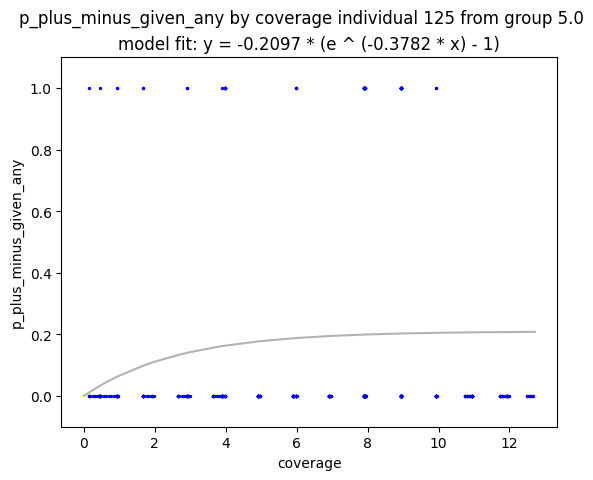 p_plus_minus_given_any by coverage individual 125 from group 5.0
model fit: y = -0.2097 * (e ^ (-0.3782 * x) - 1)
1.0
0.8
0.6
0.4
0.2
0.0
p_plus_minus_given_any
0 2 4 6 8 10 12
coverage